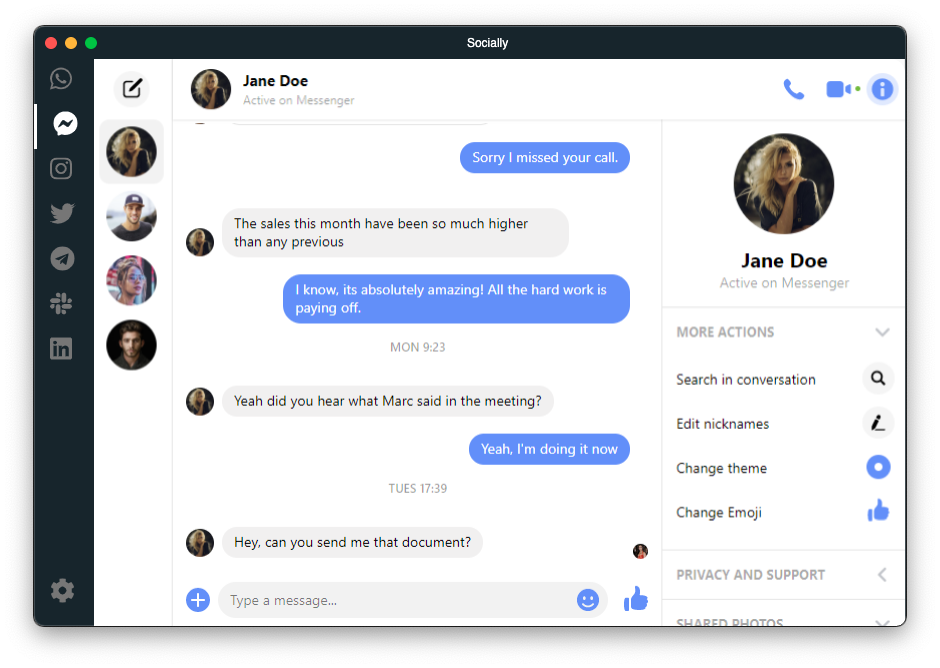 Socially
Jane Doe
Active on Messenger
Sorry I missed your call.
The sales this month have been so much higher
than any previous
I know, its absolutely amazing! All the hard work is
paying off.
MON 9:23
Yeah did you hear what Marc said in the meeting?
Yeah, I'm doing it now
TUES 17:39
Hey, can you send me that document?
Type a message...
Jane Doe
Active on Messenger
MORE ACTIONS
Search in conversation
Edit nicknames
Change theme
Change Emoji
PRIVACY AND SUPPORT
SHARED PHOTOS
in